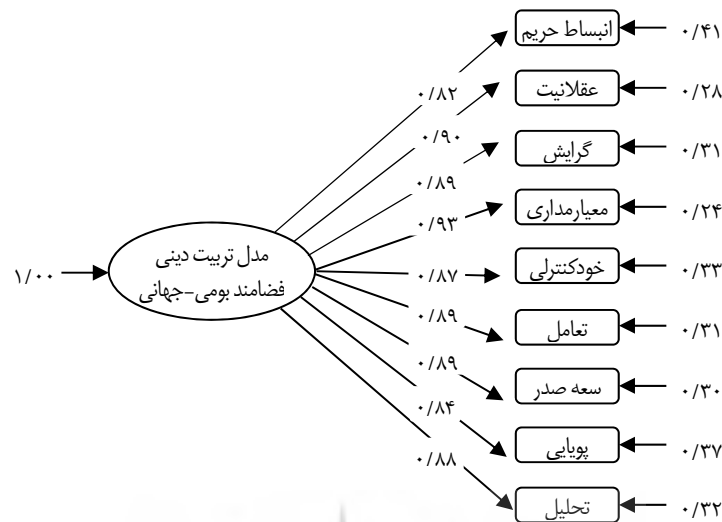 انبساط حریم
۰/۴۱
۰/۸۲
عقلانیت
۰/۲۸
۰/۹۰
گرایش
۰/۳۱
۰/۸۹
معیارمداری
۰/۲۴
۰/۹۳
مدل تربیت دینی
فضامند بومی-جهانی
۱/۰۰
خودکنترلی
۰/۳۳
۰/۸۷
تعامل
۰/۳۱
۰/۸۹
سعه صدر
۰/۳۰
۰/۸۹
پویایی
۰/۳۷
۰/۸۴
تحلیل
۰/۳۲
۰/۸۸